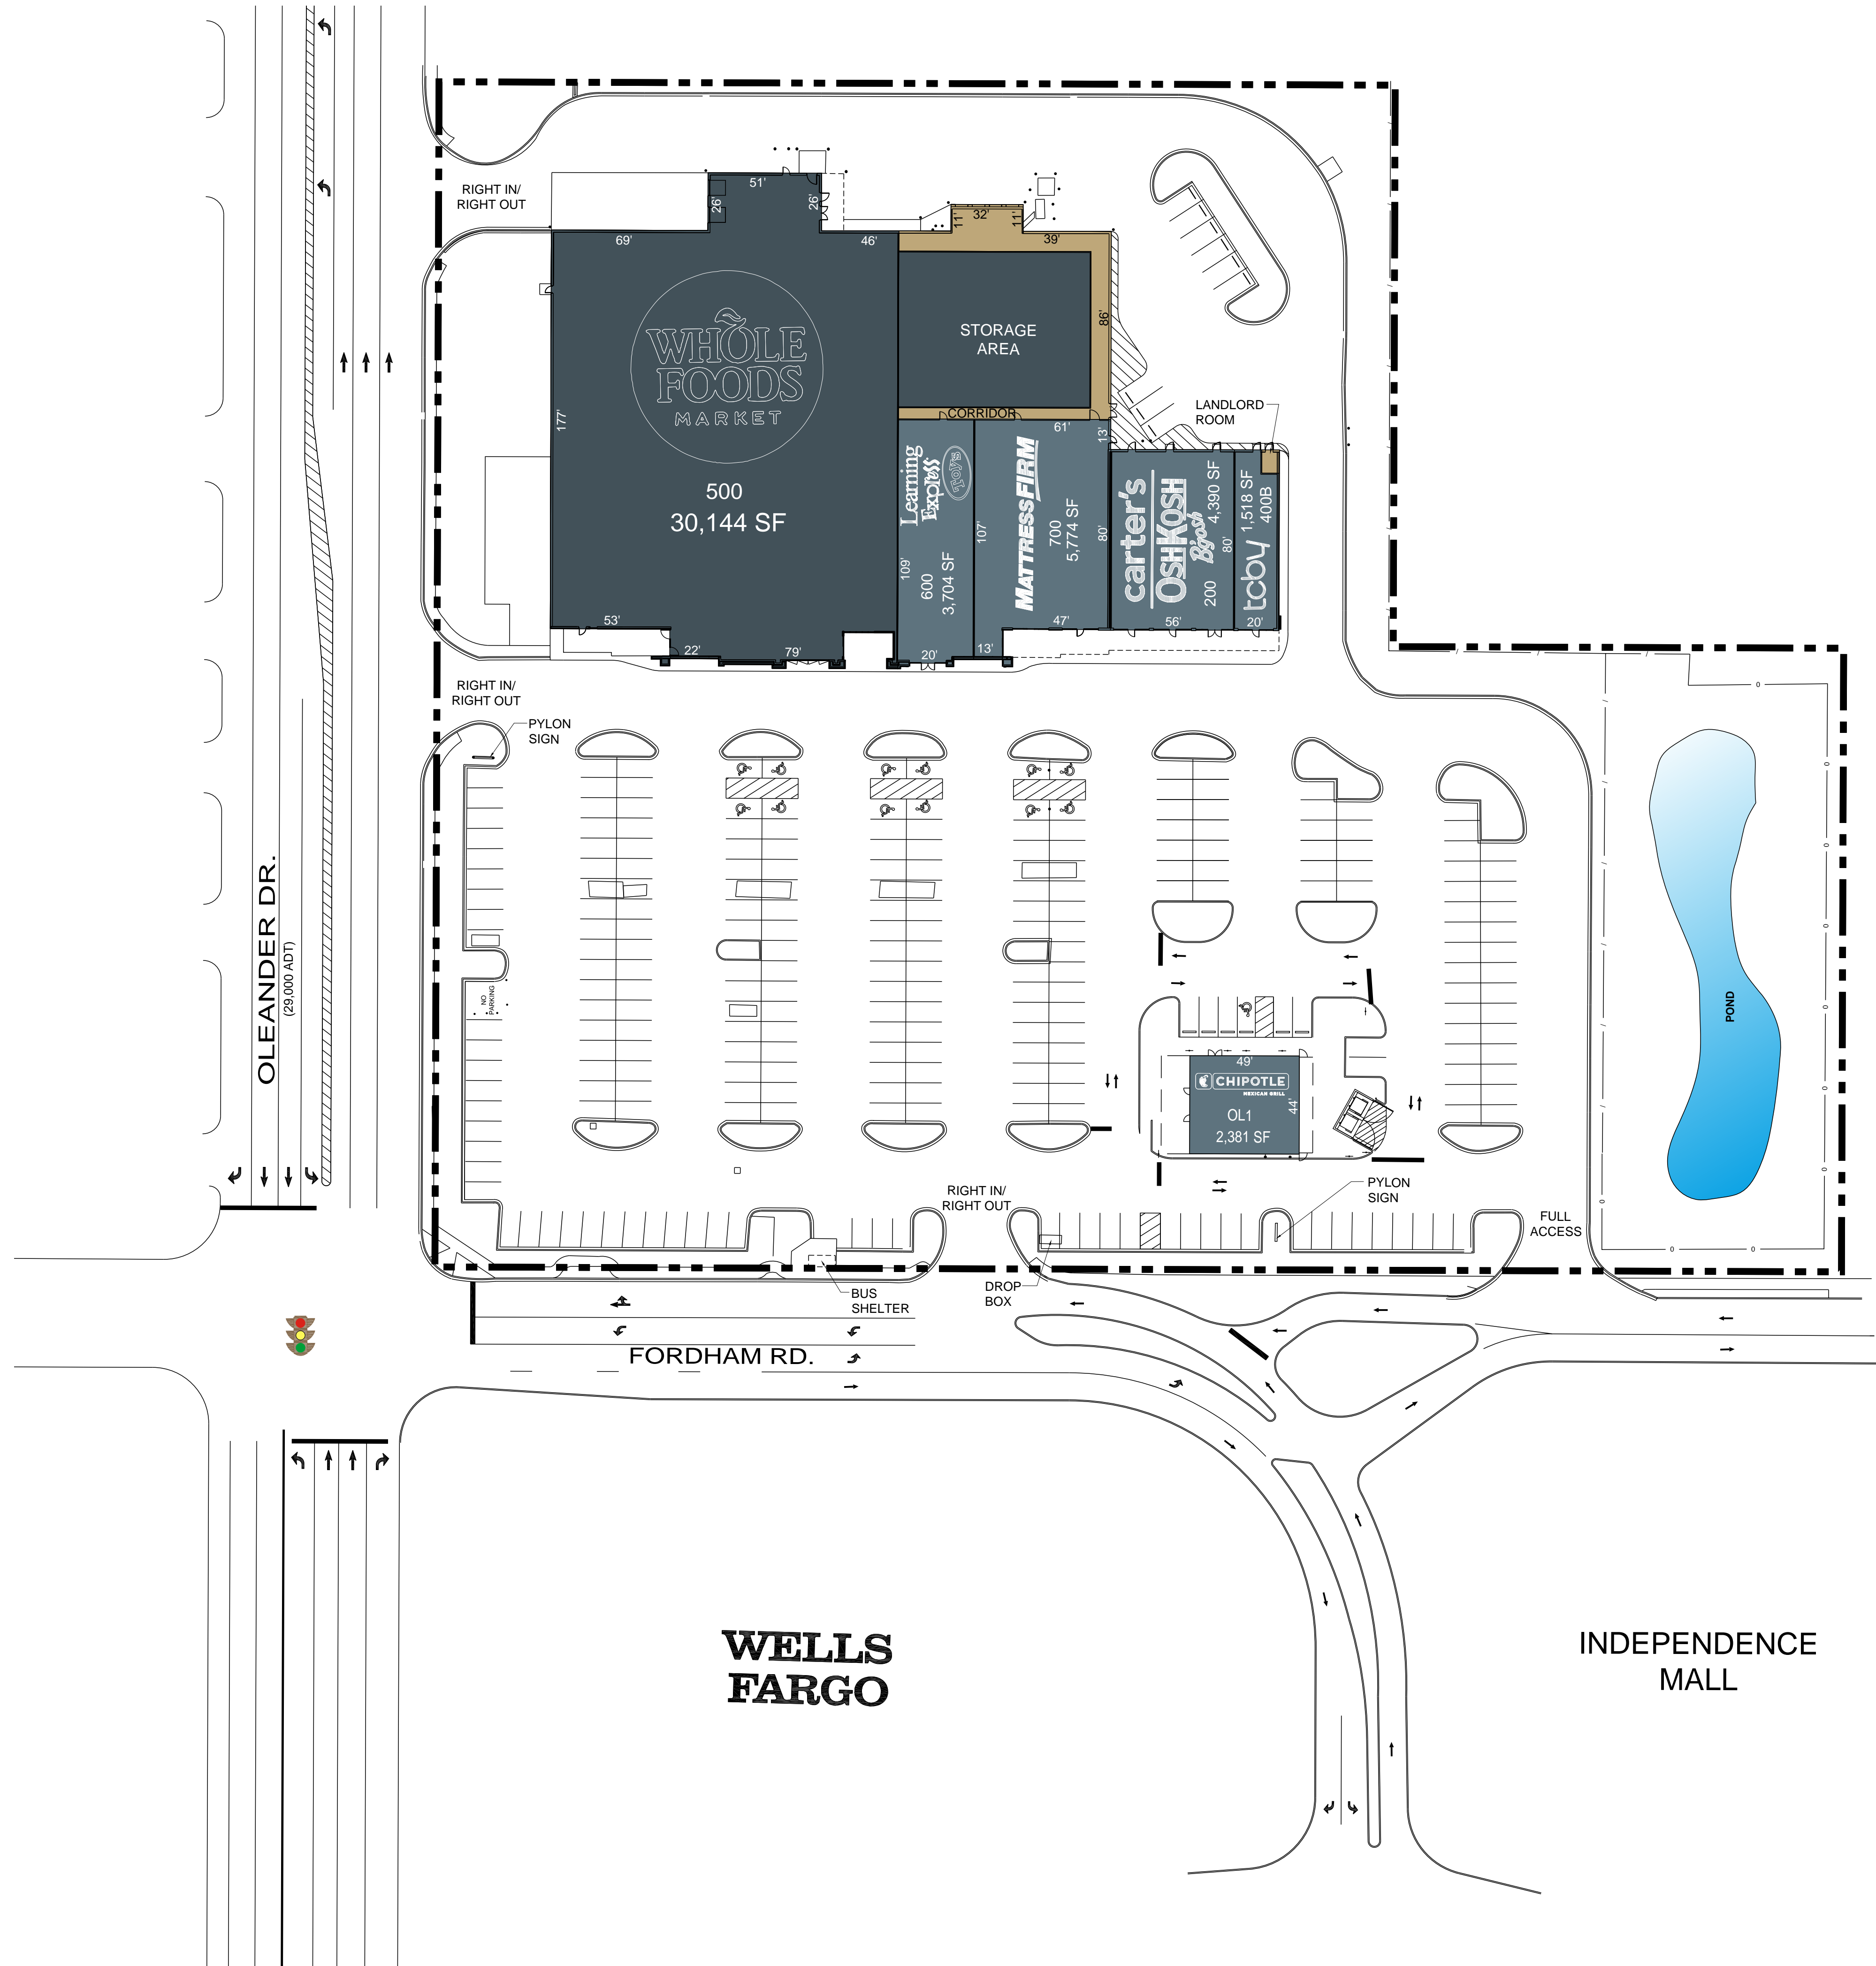 RIGHT IN/
RIGHT OUT
51'
26'
26'
69'
46'
11'
32'
11'
39'
WHOLE
FOODS
MARKET
177'
500
30,144 SF
STORAGE
AREA
86'
CORRIDOR
LANDLORD
ROOM
Learning
Express
Toys
109'
600
3,704 SF
61'
13'
MATTRESSFIRM
107'
700
5,774 SF
80'
carter's
OSHKOSH
B'gosh
4,390 SF
200
80'
tcby
1,518 SF
400B
53'
22'
79'
20'
13'
47'
56'
20'
RIGHT IN/
RIGHT OUT
PYLON
SIGN
OLEANDER DR.
(29,000 ADT)
NO
PARKING
POND
49'
CHIPOTLE
MEXICAN GRILL
44'
OL1
2,381 SF
RIGHT IN/
RIGHT OUT
PYLON
SIGN
FULL
ACCESS
BUS
SHELTER
DROP
BOX
FORDHAM RD.
WELLS
FARGO
INDEPENDENCE
MALL